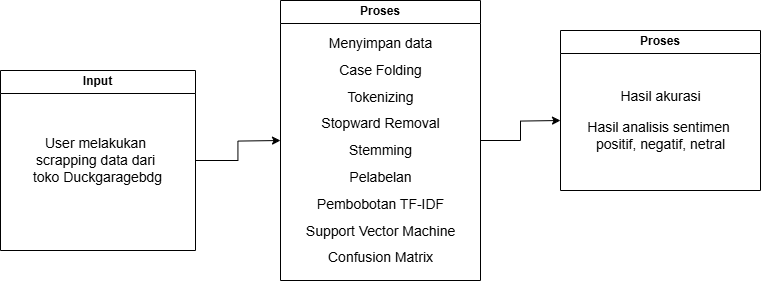 Input
User melakukan
scrapping data dari
toko Duckgaragebdg
Proses
Menyimpan data
Case Folding
Tokenizing
Stopward Removal
Stemming
Pelabelan
Pembobotan TF-IDF
Support Vector Machine
Confusion Matrix
Proses
Hasil akurasi
Hasil analisis sentimen
positif, negatif, netral